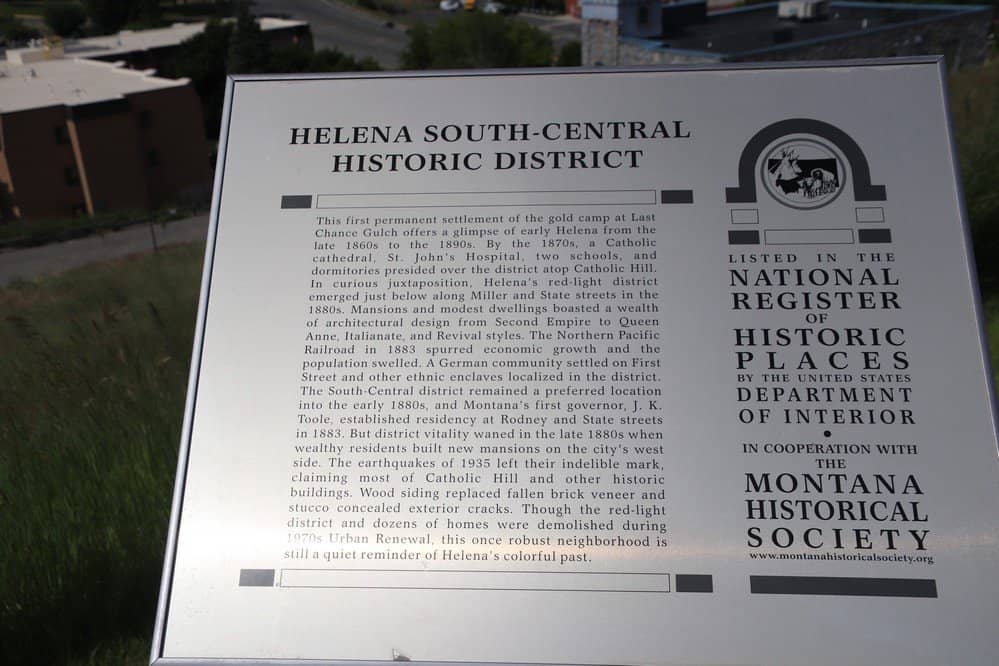 HELENA SOUTH-CENTRAL
HISTORIC DISTRICT
This first permanent settlement of the gold camp at Last
Chance Gulch offers a glimpse of early Helena from the
late 1860s to the 1890s. By the 1870s, a Catholic
cathedral, St. John's Hospital, two schools, and
dormitories presided over the district atop Catholic Hill.
In curious juxtaposition, Helena's red-light district
emerged just below along Miller and State streets in the
1880s. Mansions and modest dwellings boasted a wealth
of architectural design from Second Empire to Queen
Anne, Italianate, and Revival styles. The Northern Pacific
Railroad in 1883 spurred economic growth and the
population swelled. A German community settled on First
Street and other ethnic enclaves localized in the district.
The South-Central district remained a preferred location
into the early 1880s, and Montana's first governor, J. K.
Toole, established residency at Rodney and State streets
in 1883. But district vitality waned in the late 1880s when
wealthy residents built new mansions on the city's west
side. The earthquakes of 1935 left their indelible mark,
claiming most of Catholic Hill and other historic
buildings. Wood siding replaced fallen brick veneer and
stucco concealed exterior cracks. Though the red-light
district and dozens of homes were demolished during
1970s Urban Renewal, this once robust neighborhood is
still a quiet reminder of Helena's colorful past.
LISTED IN THE
NATIONAL
REGISTER
OF
HISTORIC
PLACES
BY THE UNITED STATES
DEPARTMENT
OF INTERIOR
•
IN COOPERATION WITH
THE
MONTANA
HISTORICAL
SOCIETY
www.montanahistoricalsociety.org